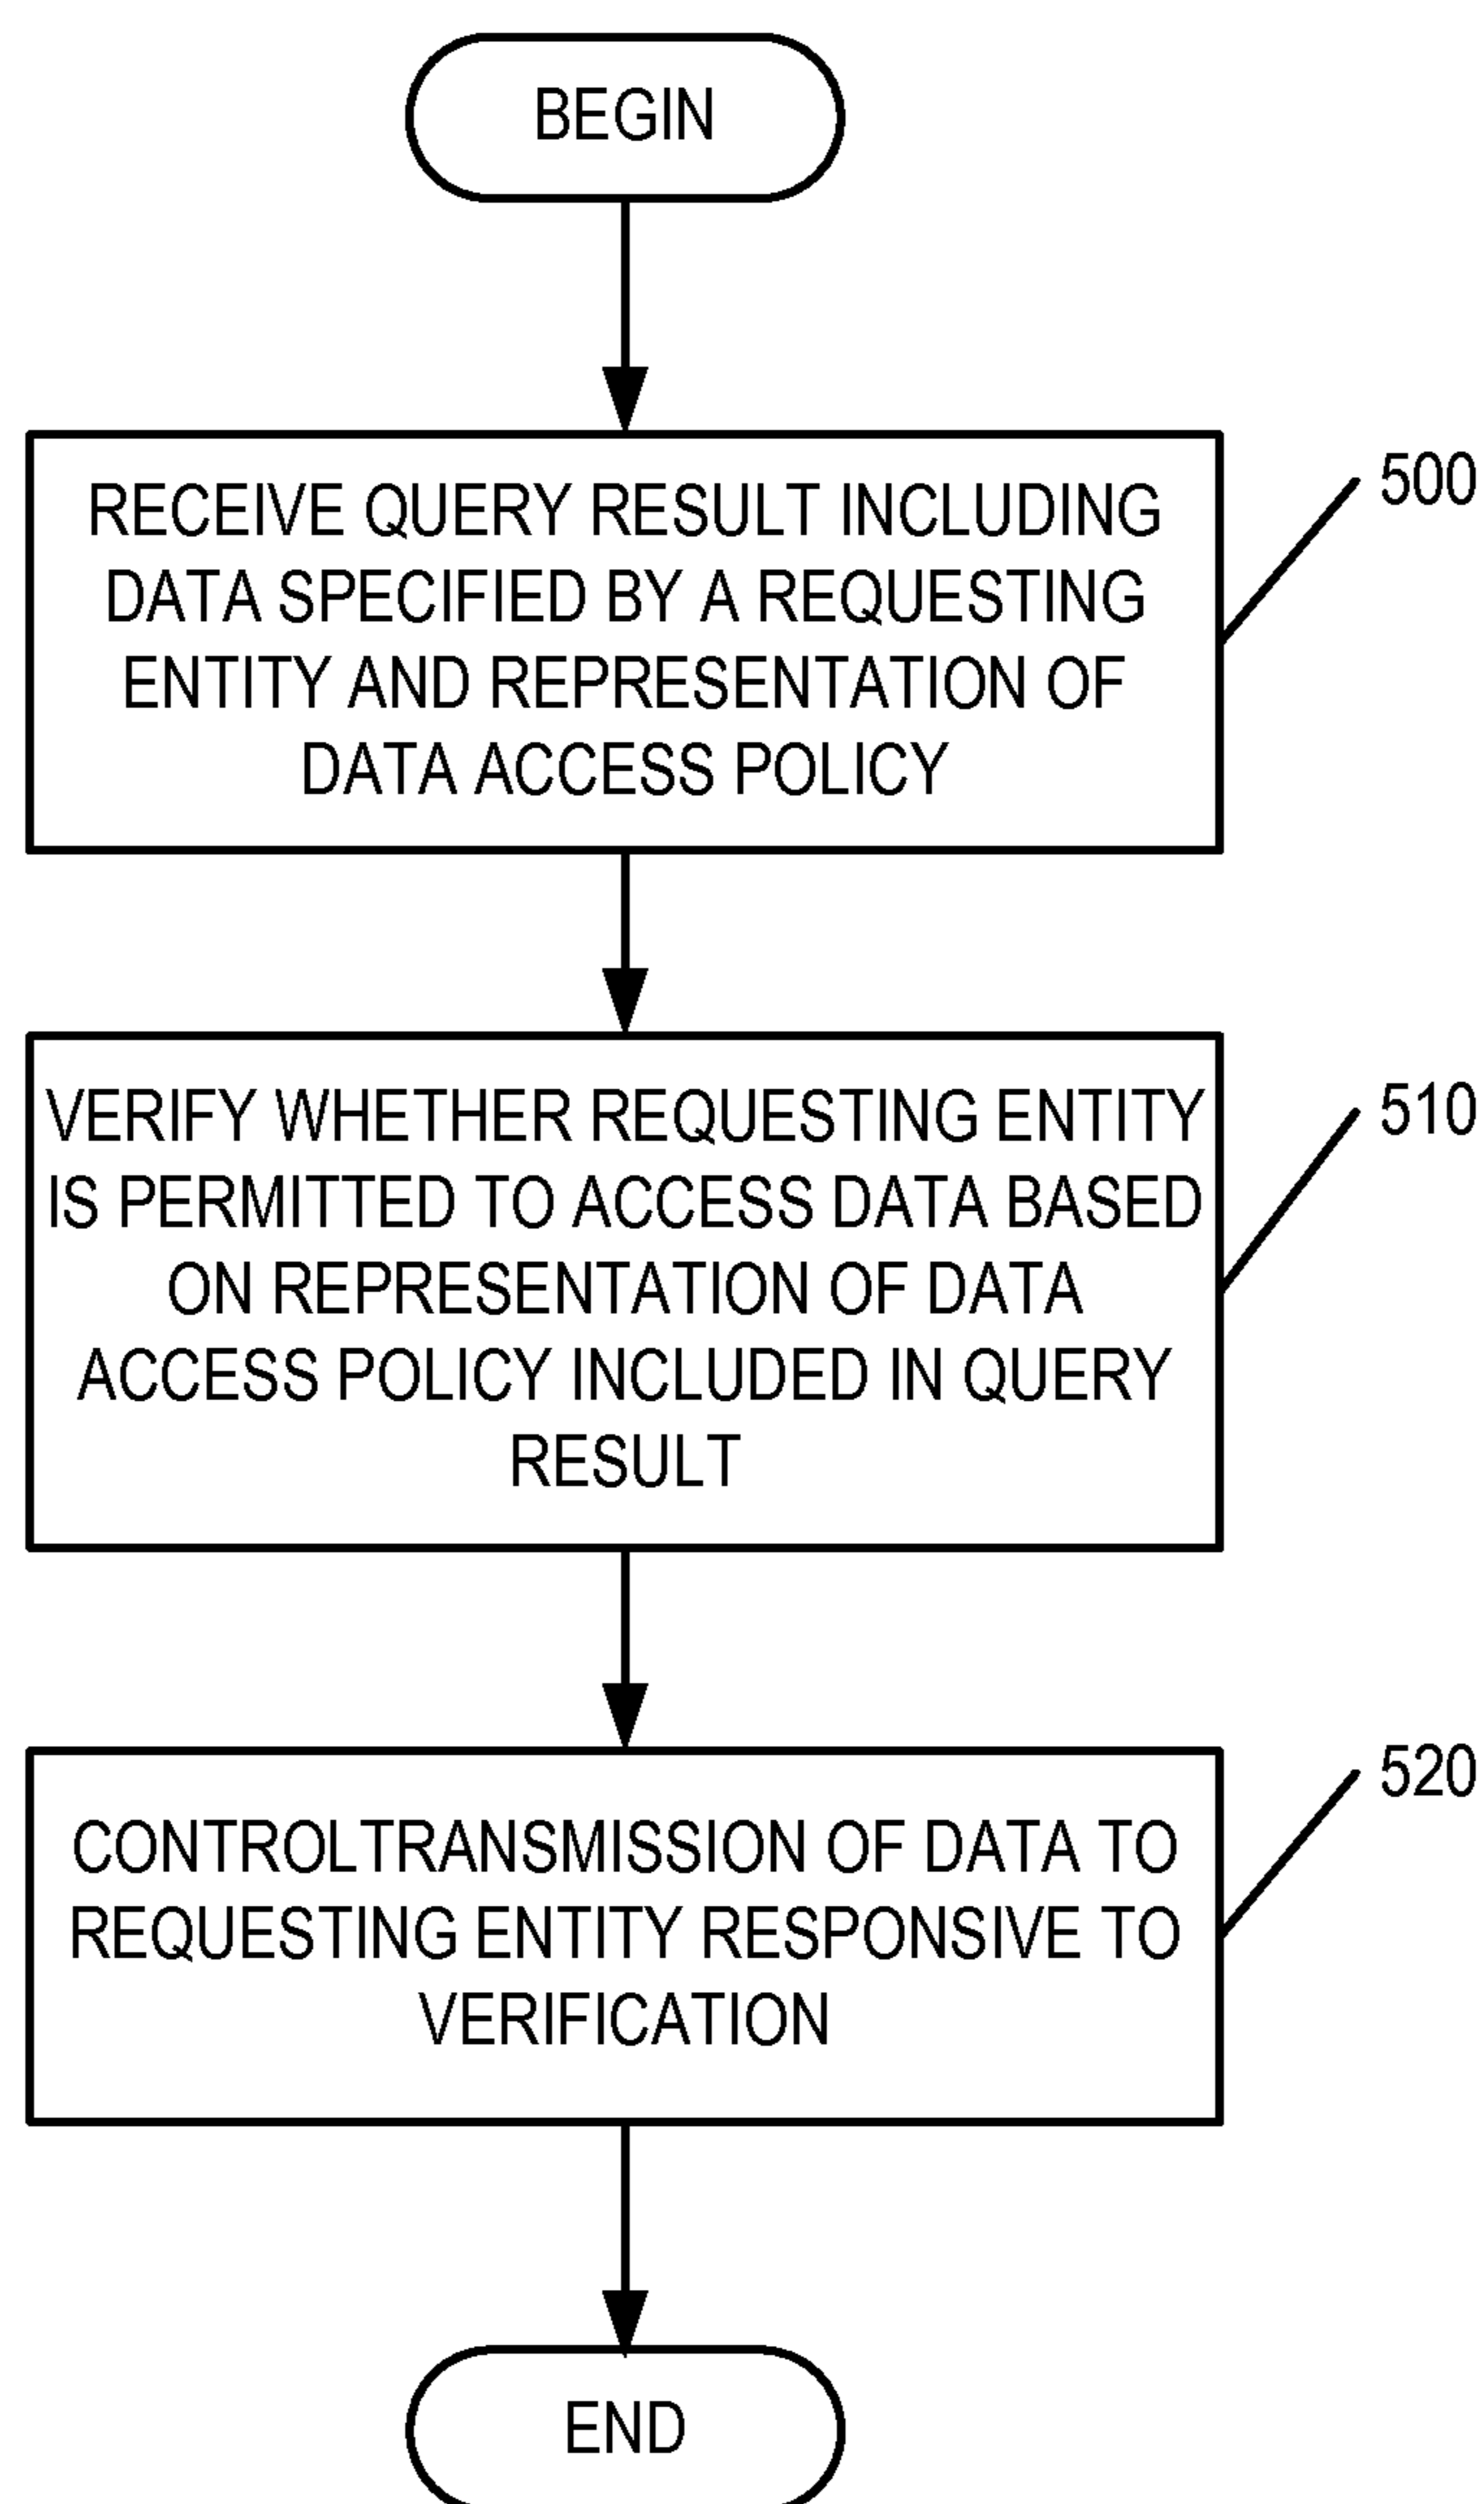 BEGIN
RECEIVE QUERY RESULT INCLUDING
DATA SPECIFIED BY A REQUESTING
ENTITY AND REPRESENTATION OF
DATA ACCESS POLICY
500
VERIFY WHETHER REQUESTING ENTITY
IS PERMITTED TO ACCESS DATA BASED
ON REPRESENTATION OF DATA
ACCESS POLICY INCLUDED IN QUERY
RESULT
510
CONTROLTRANSMISSION OF DATA TO
REQUESTING ENTITY RESPONSIVE TO
VERIFICATION
520
END